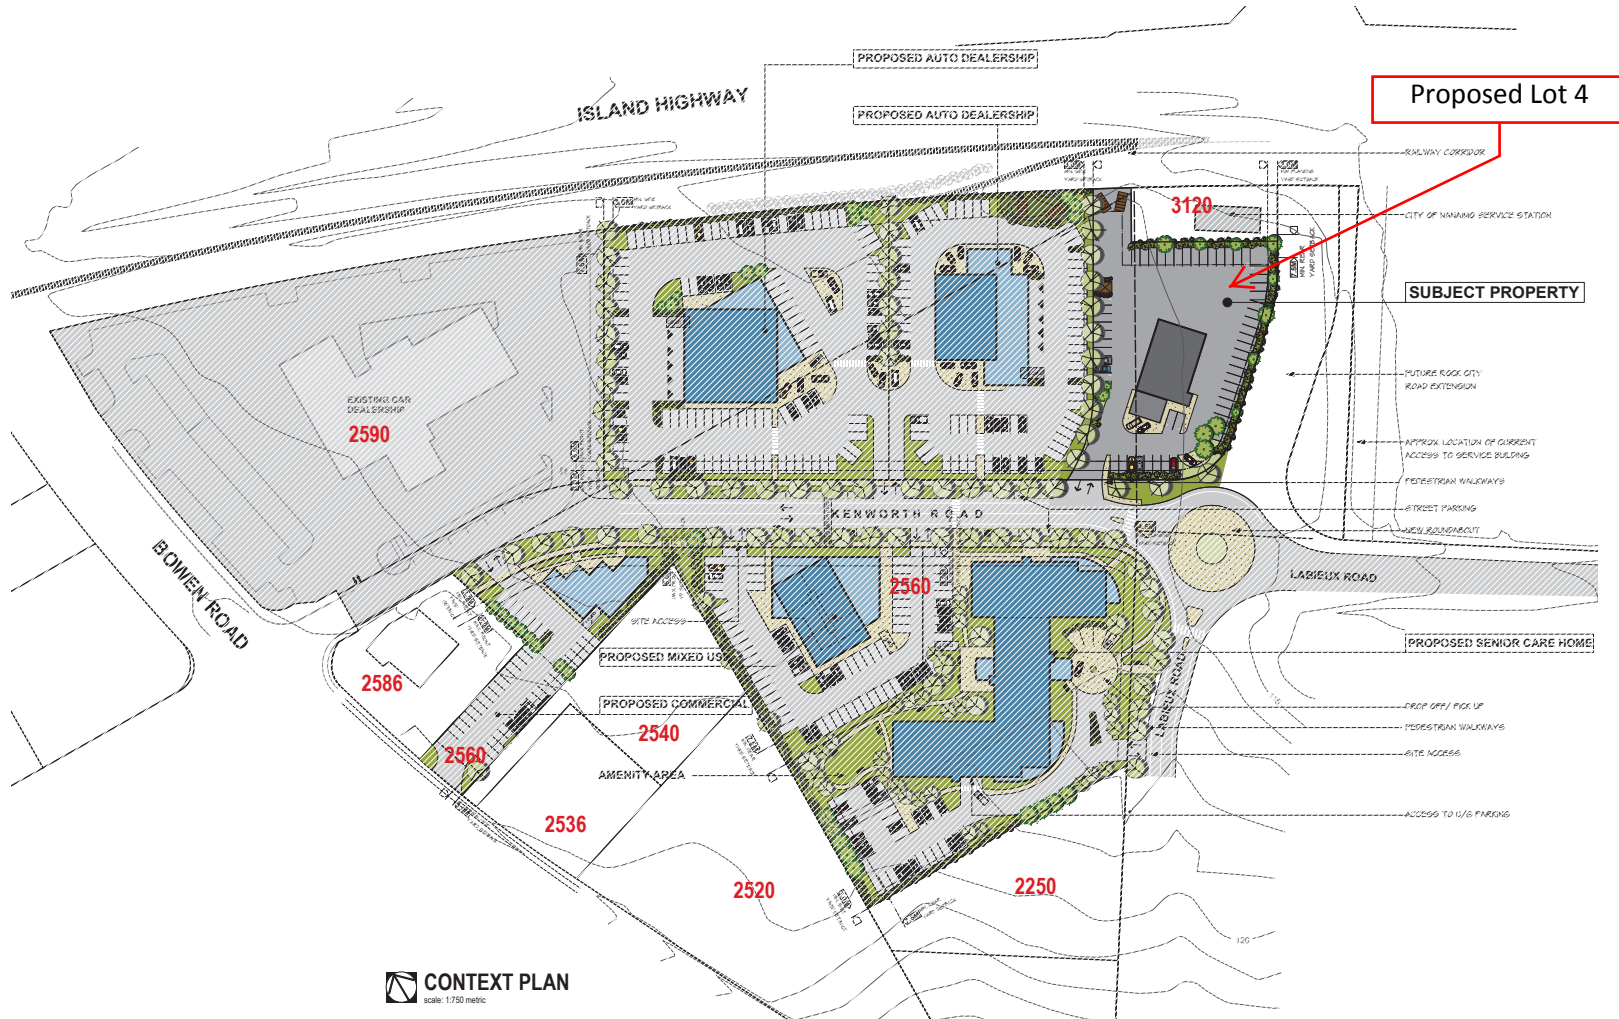 PROPOSED AUTO DEALERSHIP
ISLAND HIGHWAY
PROPOSED AUTO DEALERSHIP
Proposed Lot 4
RAILWAY CORRIDOR
3120
CITY OF NANAIMO SERVICE STATION
SUBJECT PROPERTY
FUTURE ROCK CITY
ROAD EXTENSION
EXISTING CAR
DEALERSHIP
2590
APPROX LOCATION OF CURRENT
ACCESS TO SERVICE BUILDING
PEDESTRIAN WALKWAYS
STREET PARKING
KENWORTH ROAD
NEW ROUNDABOUT
BOWEN ROAD
LABIEUX ROAD
2560
SITE ACCESS
PROPOSED SENIOR CARE HOME
PROPOSED MIXED US
LABIEUX ROAD
2586
PROPOSED COMMERCIAL
DROP OFF/ PICK UP
PEDESTRIAN WALKWAYS
2540
2560
SITE ACCESS
AMENITY AREA
2536
ACCESS TO U/G PARKING
2520
2250
120
CONTEXT PLAN
scale: 1:750 metric